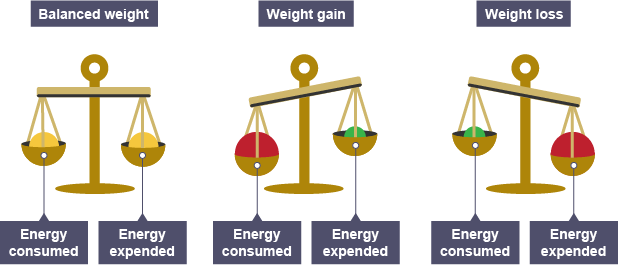 Balanced weight
Weight gain
Weight loss
Energy
consumed
Energy
expended
Energy
consumed
Energy
expended
Energy
consumed
Energy
expended